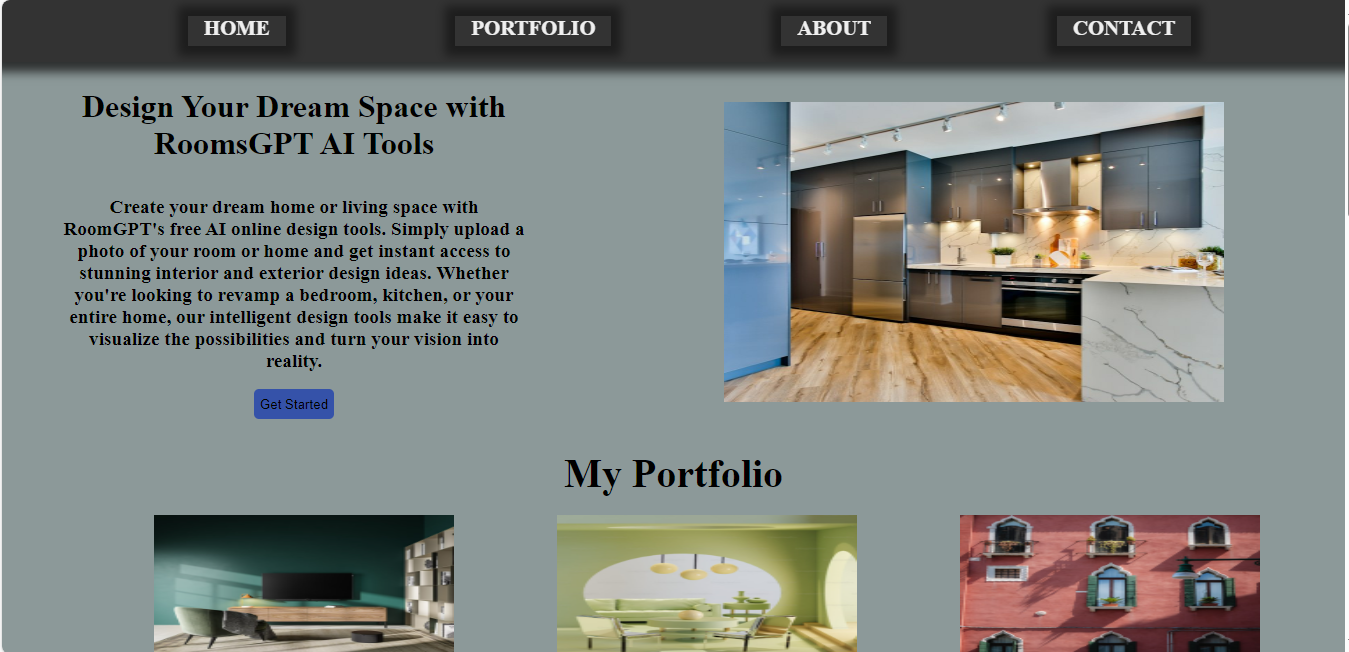 HOME PORTFOLIO ABOUT CONTACT
Design Your Dream Space with
RoomsGPT AI Tools
Create your dream home or living space with
RoomGPT's free AI online design tools. Simply upload a
photo of your room or home and get instant access to
stunning interior and exterior design ideas. Whether
you're looking to revamp a bedroom, kitchen, or your
entire home, our intelligent design tools make it easy to
visualize the possibilities and turn your vision into
reality.
Get Started
My Portfolio